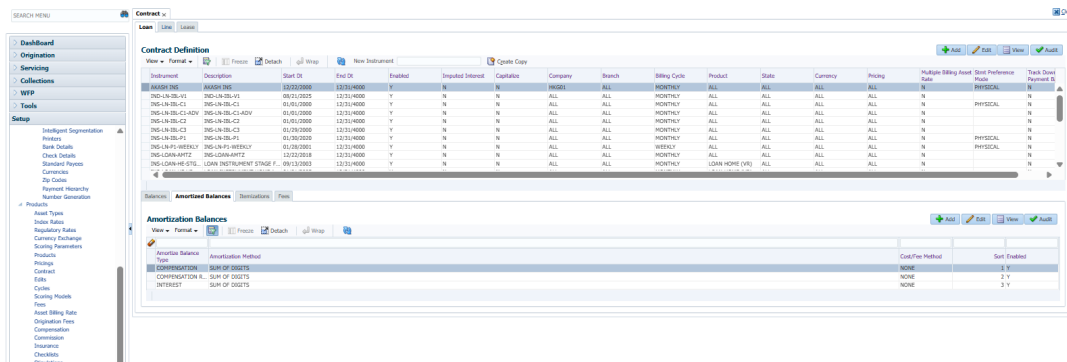 SEARCH MENU
Contract
Loan Line Lease
DashBoard
Origination
Servicing
Collections
WFP
Tools
Setup
Intelligent Segmentation
Printers
Bank Details
Check Details
Standard Payees
Currencies
Zip Codes
Payment Hierarchy
Number Generation
Products
Asset Types
Index Rates
Regulatory Rates
Currency Exchange
Scoring Parameters
Products
Pricings
Contract
Edits
Cycles
Scoring Models
Fees
Asset Billing Rate
Origination Fees
Compensation
Commission
Insurance
Checklists
Contract Definition
Add Edit View Audit
View Format Freeze Detach Wrap New Instrument Create Copy
Instrument Description Start Dt End Dt Enabled Imputed Interest Capitalize Company Branch Billing Cycle Product State Currency Pricing Multiple Billing Asset Rate Stmt Preference Mode Track Down Payment
AKASH INS AKASH INS 12/22/2000 12/31/4000 Y N N HKG01 ALL MONTHLY ALL ALL ALL ALL N PHYSICAL N
IND-LN-IBL-V1 IND-LN-IBL-V1 08/21/2025 12/31/4000 Y N N ALL ALL MONTHLY ALL ALL ALL ALL N N
INS-LN-IBL-C1 INS-LN-IBL-C1 01/01/2000 12/31/4000 Y N N ALL ALL MONTHLY ALL ALL ALL ALL N PHYSICAL N
INS-LN-IBL-C1-ADV INS-LN-IBL-C1-ADV 01/01/2000 12/31/4000 Y N N ALL ALL MONTHLY ALL ALL ALL ALL N N
INS-LN-IBL-C2 INS-LN-IBL-C2 01/01/2000 12/31/4000 Y N N ALL ALL MONTHLY ALL ALL ALL ALL N N
INS-LN-IBL-C3 INS-LN-IBL-C3 01/29/2000 12/31/4000 Y N N ALL ALL MONTHLY ALL ALL ALL ALL N N
INS-LN-IBL-P1 INS-LN-IBL-P1 01/30/2020 12/31/4000 Y N N ALL ALL MONTHLY ALL ALL ALL ALL N PHYSICAL N
INS-LN-P1-WEEKLY INS-LN-P1-WEEKLY 01/28/2001 12/31/4000 Y N N ALL ALL WEEKLY ALL ALL ALL ALL N PHYSICAL N
INS-LOAN-AMTZ INS-LOAN-AMTZ 12/22/2018 12/31/4000 Y N N ALL ALL MONTHLY ALL ALL ALL ALL N N
INS-LOAN-HE-STG... LOAN INSTRUMENT STAGE F... 09/13/2003 12/31/4000 Y N N ALL ALL MONTHLY LOAN HOME (VR) ALL ALL ALL N N
Balances Amortized Balances Itemizations Fees
Amortization Balances
Add Edit View Audit
View Format Freeze Detach Wrap
Amortize Balance Type Amortization Method Cost/Fee Method Sort Enabled
COMPENSATION SUM OF DIGITS NONE 1 Y
COMPENSATION R... SUM OF DIGITS NONE 2 Y
INTEREST SUM OF DIGITS NONE 3 Y